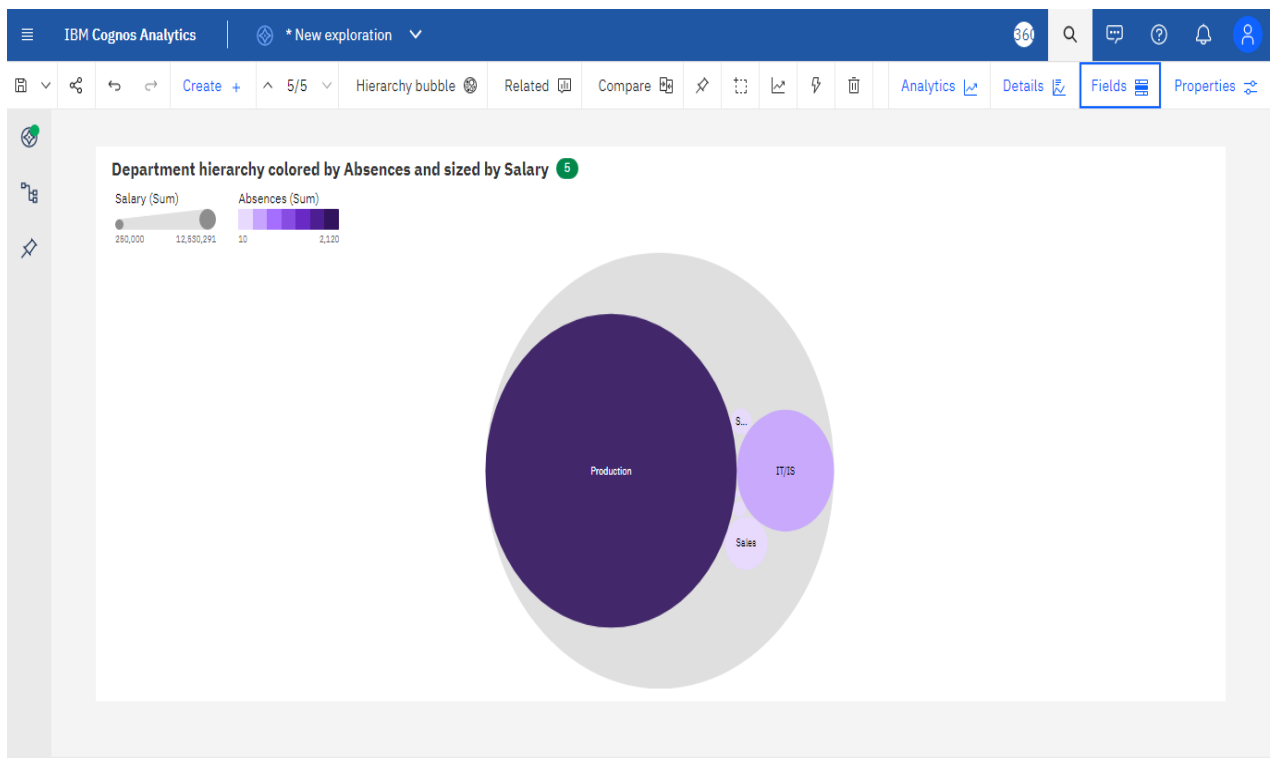 IBM Cognos Analytics
* New exploration
360
Create +
5/5
Hierarchy bubble
Related
Compare
Analytics
Details
Fields
Properties
Department hierarchy colored by Absences and sized by Salary 5
Salary (Sum) Absences (Sum)
250,000 12,530,291 10 2,120
S...
Production IT/IS
Sales